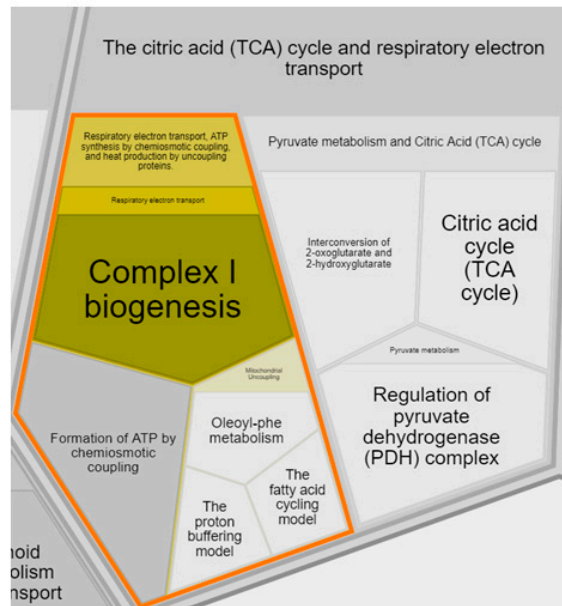 The citric acid (TCA) cycle and respiratory electron
transport
Respiratory electron transport, ATP
synthesis by chemiosmotic coupling,
and heat production by uncoupling
proteins.
Pyruvate metabolism and Citric Acid (TCA) cycle
Respiratory electron transport
Complex I
biogenesis
Interconversion of
2-oxoglutarate and
2-hydroxyglutarate
Citric acid
cycle
(TCA
cycle)
Pyruvate metabolism
Mitochondrial
Uncoupling
Oleoyl-phe
metabolism
Formation of ATP by
chemiosmotic
coupling
Regulation of
pyruvate
dehydrogenase
(PDH) complex
The
proton
buffering
model
The
fatty acid
cycling
model
noid
olism
nsport